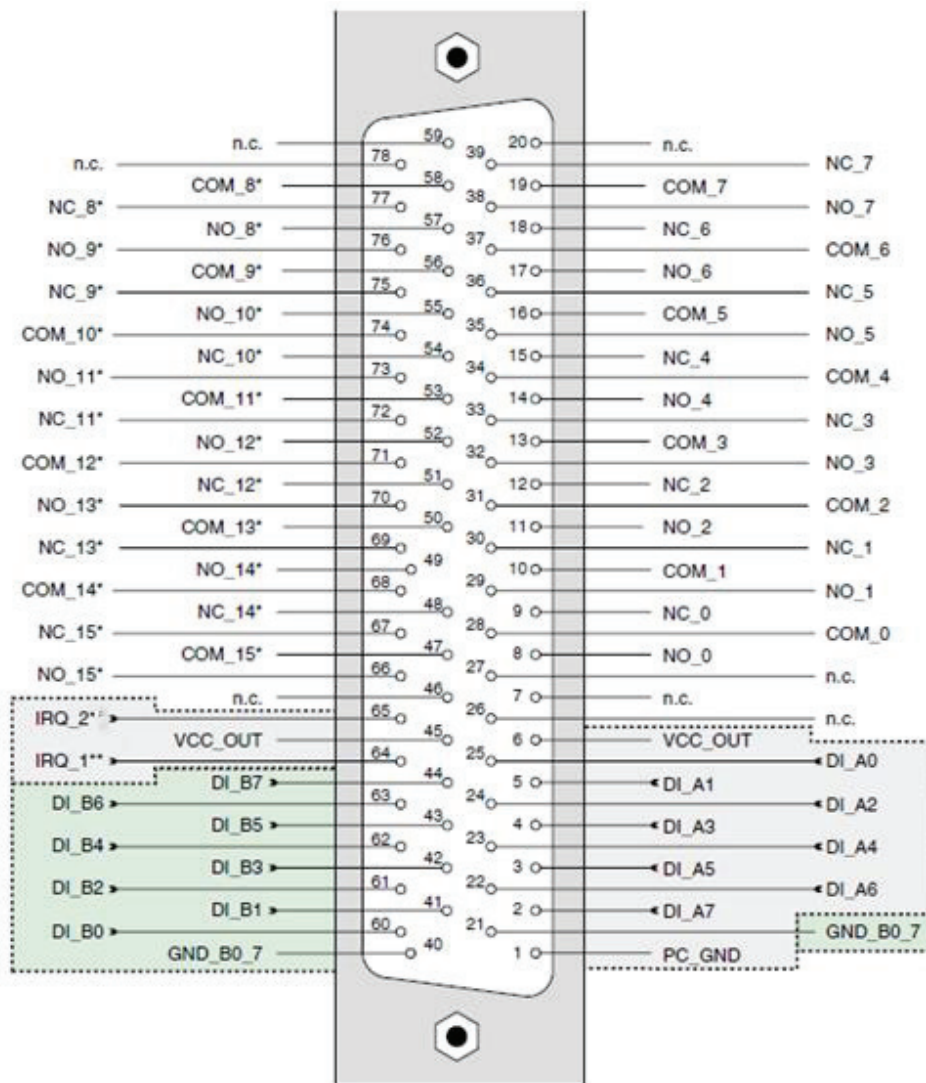 n.c. 59 20 n.c.
n.c. 78 39 NC_7
COM_8* 58 19 COM_7
NC_8* 77 38 NO_7
NO_8* 57 18 NC_6
NO_9* 76 37 COM_6
COM_9* 56 17 NO_6
NC_9* 75 36 NC_5
NO_10* 55 16 COM_5
COM_10* 74 35 NO_5
NC_10* 54 15 NC_4
NO_11* 73 34 COM_4
COM_11* 53 14 NO_4
NC_11* 72 33 NC_3
NO_12* 52 13 COM_3
COM_12* 71 32 NO_3
NC_12* 51 12 NC_2
NO_13* 70 31 COM_2
COM_13* 50 11 NO_2
NC_13* 69 30 NC_1
NO_14* 49 10 COM_1
COM_14* 68 29 NO_1
NC_14* 48 9 NC_0
NC_15* 67 28 COM_0
COM_15* 47 8 NO_0
NO_15* 66 27 n.c.
n.c. 46 7 n.c.
IRQ_2** 65 26 n.c.
VCC_OUT 45 6 VCC_OUT
IRQ_1** 64 25 DI_A0
DI_B7 44 5 DI_A1
DI_B6 63 24 DI_A2
DI_B5 43 4 DI_A3
DI_B4 62 23 DI_A4
DI_B3 42 3 DI_A5
DI_B2 61 22 DI_A6
DI_B1 41 2 DI_A7
DI_B0 60 21 GND_B0_7
GND_B0_7 40 1 PC_GND